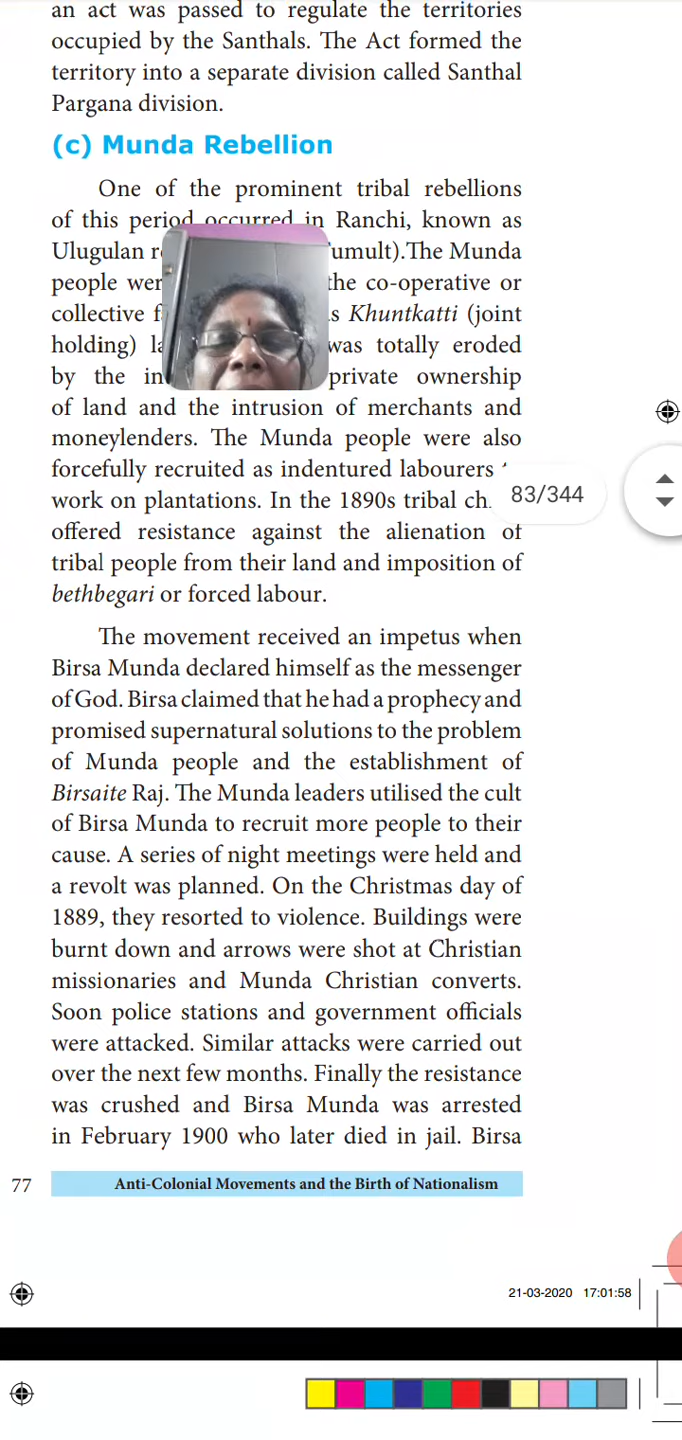 an act was passed to regulate the territories
occupied by the Santhals. The Act formed the
territory into a separate division called Santhal
Pargana division.
(c) Munda Rebellion
One of the prominent tribal rebellions
of this period occurred in Ranchi, known as
Ulugulan umult).The Munda
people wer the co-operative or
collective Khuntkatti (joint
holding) was totally eroded
by the private ownership
of land and the intrusion of merchants and
moneylenders. The Munda people were also
forcefully recruited as indentured labourers
work on plantations. In the 1890s tribal
83/344
offered resistance against the alienation of
tribal people from their land and imposition of
bethbegari or forced labour.
The movement received an impetus when
Birsa Munda declared himself as the messenger
of God. Birsa claimed that he had a prophecy and
promised supernatural solutions to the problem
of Munda people and the establishment of
Birsaite Raj. The Munda leaders utilised the cult
of Birsa Munda to recruit more people to their
cause. A series of night meetings were held and
a revolt was planned. On the Christmas day of
1889, they resorted to violence. Buildings were
burnt down and arrows were shot at Christian
missionaries and Munda Christian converts.
Soon police stations and government officials
were attacked. Similar attacks were carried out
over the next few months. Finally the resistance
was crushed and Birsa Munda was arrested
in February 1900 who later died in jail. Birsa
77
Anti-Colonial Movements and the Birth of Nationalism
21-03-2020 17:01:58